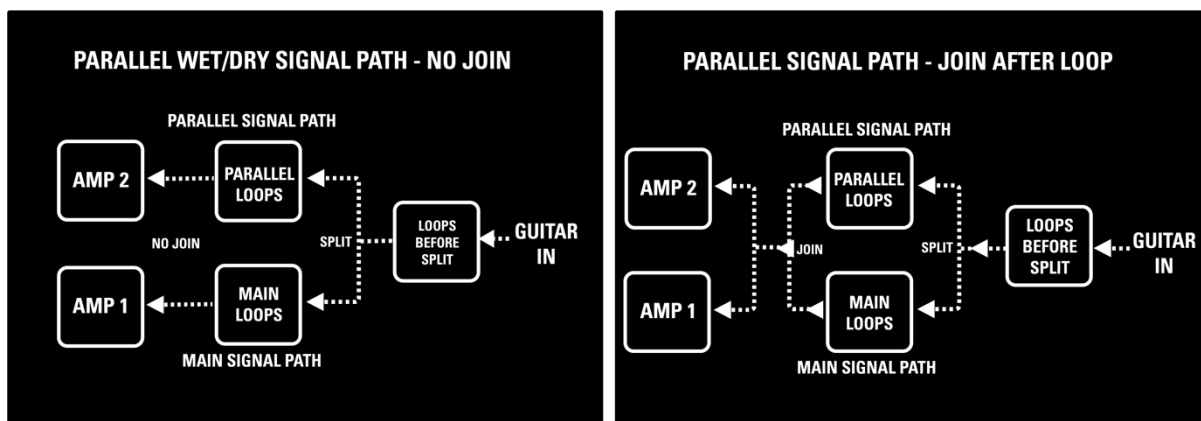 PARALLEL WET/DRY SIGNAL PATH - NO JOIN
PARALLEL SIGNAL PATH
AMP 2
PARALLEL
LOOPS
NO JOIN
SPLIT
LOOPS
BEFORE
SPLIT
GUITAR
IN
AMP 1
MAIN
LOOPS
MAIN SIGNAL PATH
PARALLEL SIGNAL PATH - JOIN AFTER LOOP
PARALLEL SIGNAL PATH
AMP 2
PARALLEL
LOOPS
JOIN
SPLIT
LOOPS
BEFORE
SPLIT
GUITAR
IN
AMP 1
MAIN
LOOPS
MAIN SIGNAL PATH